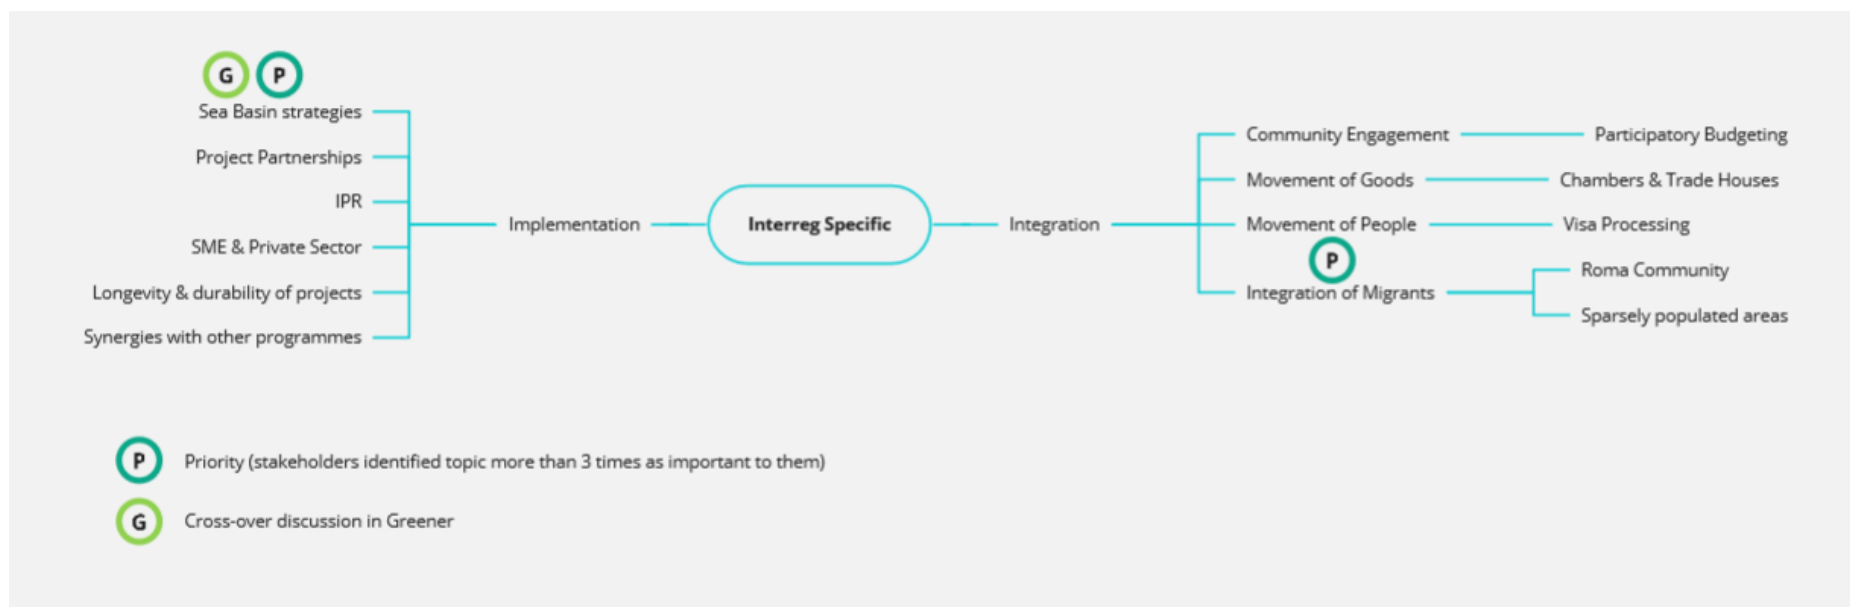 G P
Sea Basin strategies
Project Partnerships
IPR
SME & Private Sector
Longevity & durability of projects
Synergies with other programmes
Implementation
Interreg Specific
Integration
Community Engagement
Participatory Budgeting
Movement of Goods
Chambers & Trade Houses
Movement of People
Visa Processing
P
Integration of Migrants
Roma Community
Sparsely populated areas
P Priority (stakeholders identified topic more than 3 times as important to them)
G Cross-over discussion in Greener